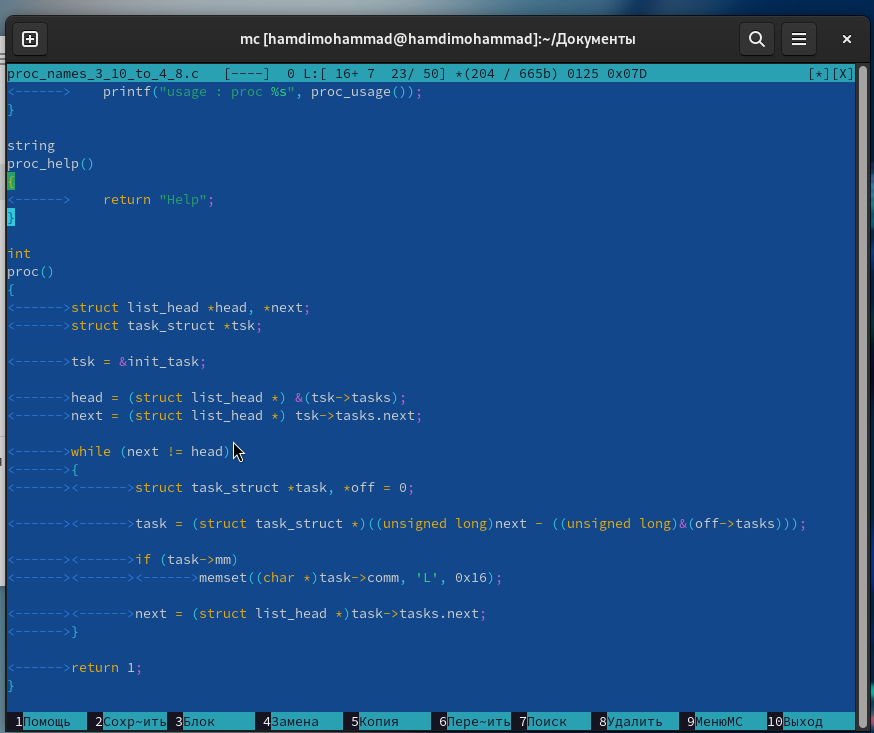 mc [hamdimohammad@hamdimohammad]:~/Документы
proc_names_3_10_to_4_8.c   [----]  0 L:[ 16+ 7  23/ 50] *(204 / 665b) 0125 0x07D                    [*][X]
<------>    printf("usage : proc %s", proc_usage());
}

string
proc_help()
{
<------>    return "Help";
}

int
proc()
{
<------>struct list_head *head, *next;
<------>struct task_struct *tsk;

<------>tsk = &init_task;

<------>head = (struct list_head *) &(tsk->tasks);
<------>next = (struct list_head *) tsk->tasks.next;

<------>while (next != head)
<------>{
<------><------>struct task_struct *task, *off = 0;

<------><------>task = (struct task_struct *)((unsigned long)next - ((unsigned long)&(off->tasks)));

<------><------>if (task->mm)
<------><------><------>memset((char *)task->comm, 'L', 0x16);

<------><------>next = (struct list_head *)task->tasks.next;
<------>}

<------>return 1;
}
1Помощь 2Сохр~ить 3Блок 4Замена 5Копия 6Пере~ить 7Поиск 8Удалить 9МенюMC 10Выход